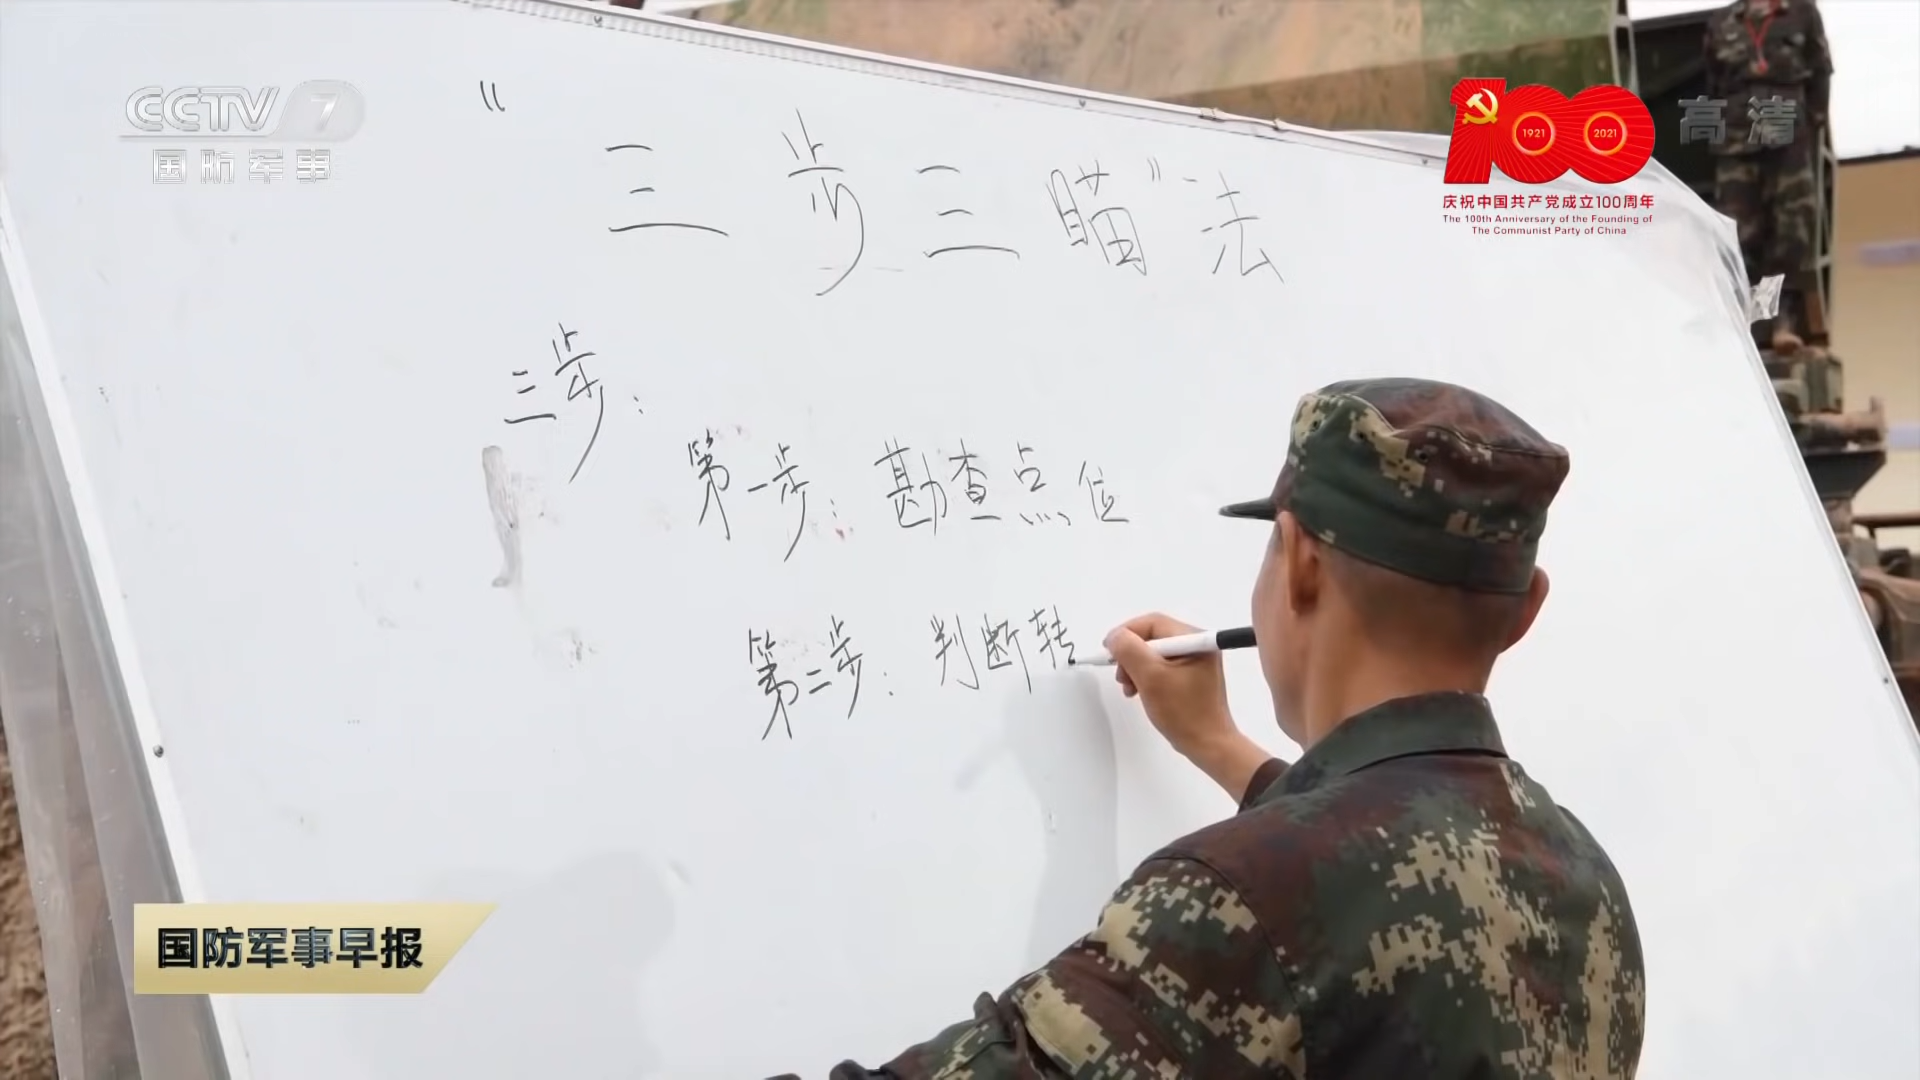 CCTV 7
国防军事
1921
2021
高清
庆祝中国共产党成立100周年
The 100th Anniversary of the Founding of
The Communist Party of China
“三步三瞄”法
三步：
第一步：勘查点位
第二步：判断转
国防军事早报